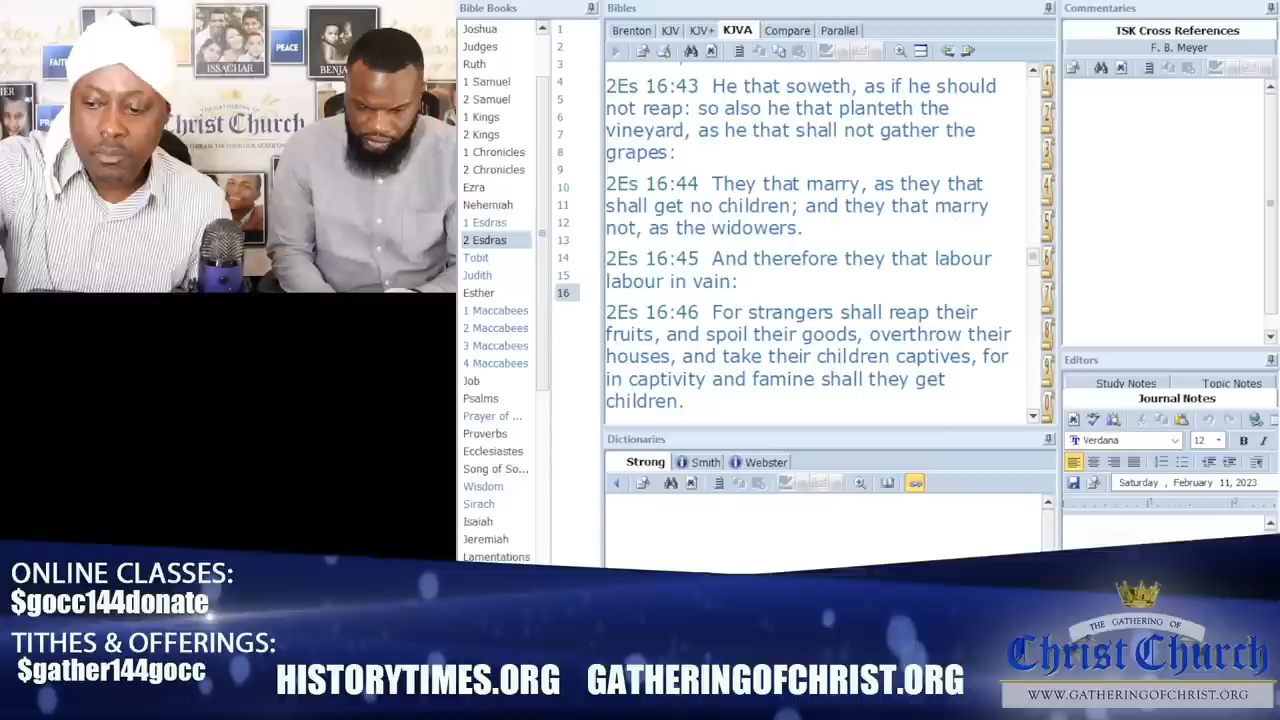 FAITH
ISSACHAR
PEACE
BENJA
THE GATHERING OF
Christ Church
Bible Books
Joshua
Judges
Ruth
1 Samuel
2 Samuel
1 Kings
2 Kings
1 Chronicles
2 Chronicles
Ezra
Nehemiah
1 Esdras
2 Esdras
Tobit
Judith
Esther
1 Maccabees
2 Maccabees
3 Maccabees
4 Maccabees
Job
Psalms
Prayer of ...
Proverbs
Ecclesiastes
Song of So...
Wisdom
Sirach
Isaiah
Jeremiah
Lamentations
1
2
3
4
5
6
7
8
9
10
11
12
13
14
15
16
Bibles
Brenton KJV KJV+ KJVA Compare Parallel
2Es 16:43 He that soweth, as if he should
not reap: so also he that planteth the
vineyard, as he that shall not gather the
grapes:
2Es 16:44 They that marry, as they that
shall get no children; and they that marry
not, as the widowers.
2Es 16:45 And therefore they that labour
labour in vain:
2Es 16:46 For strangers shall reap their
fruits, and spoil their goods, overthrow their
houses, and take their children captives, for
in captivity and famine shall they get
children.
Dictionaries
Strong Smith Webster
Commentaries
TSK Cross References
F. B. Meyer
Editors
Study Notes Topic Notes
Journal Notes
Verdana 12 B I
Saturday , February 11, 2023
ONLINE CLASSES:
$gocc144donate
TITHES & OFFERINGS:
$gather144gocc
HISTORYTIMES.ORG GATHERINGOFCHRIST.ORG
THE GATHERING OF
Christ Church
WWW.GATHERINGOFCHRIST.ORG